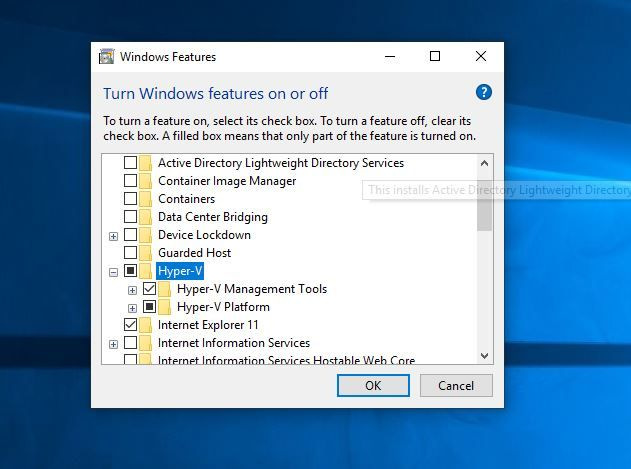 Windows Features
Turn Windows features on or off
?
To turn a feature on, select its check box. To turn a feature off, clear its
check box. A filled box means that only part of the feature is turned on.
Active Directory Lightweight Directory Services
Container Image Manager
This installs Active Directory Lightweight Directory
Containers
Data Center Bridging
Device Lockdown
Guarded Host
Hyper-V
Hyper-V Management Tools
Hyper-V Platform
Internet Explorer 11
Internet Information Services
Internet Information Services Hostable Web Core
OK
Cancel